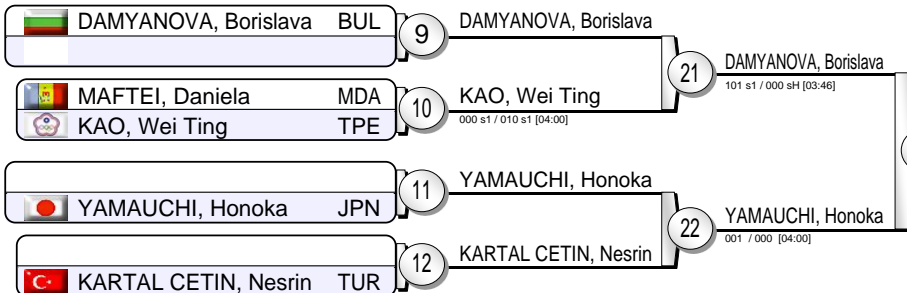 DAMYANOVA, Borislava BUL
9
DAMYANOVA, Borislava
MAFTEI, Daniela MDA
KAO, Wei Ting TPE
10
KAO, Wei Ting
000 s1 / 010 s1 [04:00]
21
DAMYANOVA, Borislava
101 s1 / 000 sH [03:46]
YAMAUCHI, Honoka JPN
11
YAMAUCHI, Honoka
KARTAL CETIN, Nesrin TUR
12
KARTAL CETIN, Nesrin
22
YAMAUCHI, Honoka
001 / 000 [04:00]